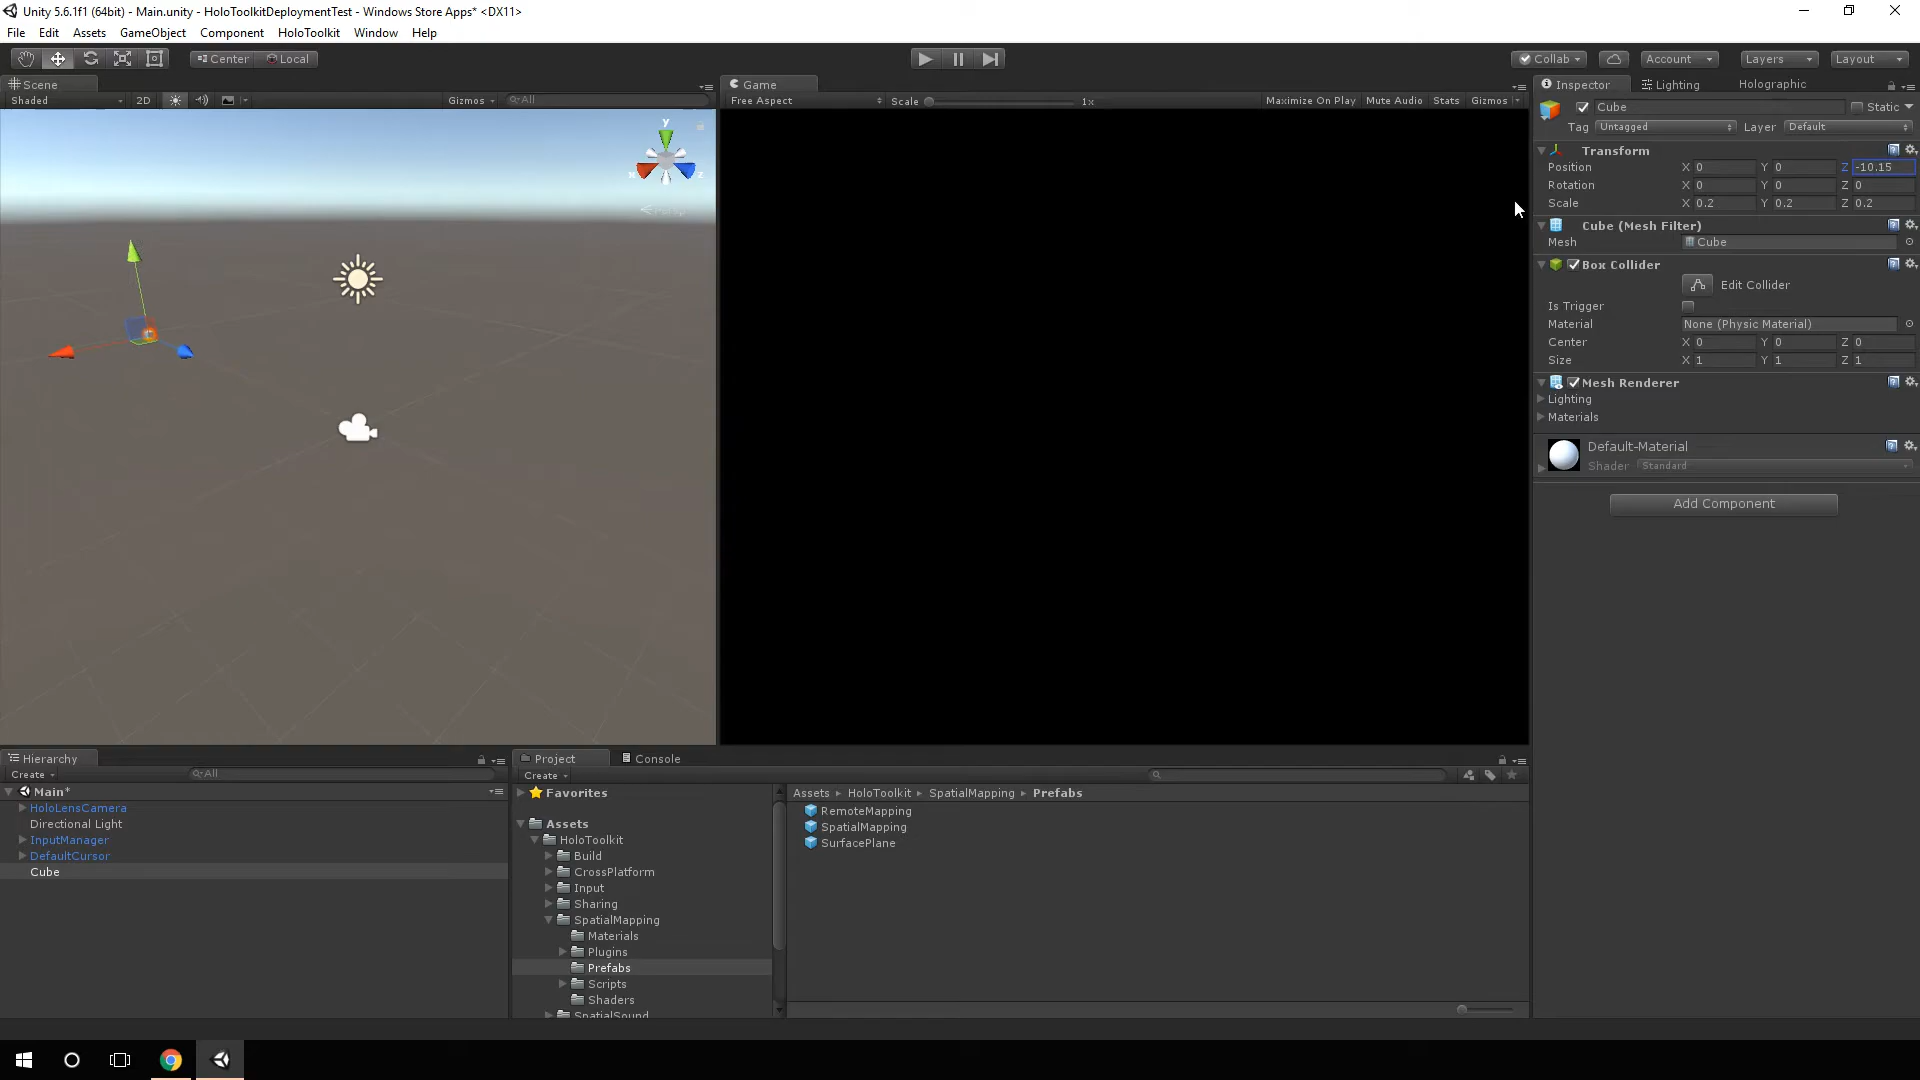 Unity 5.6.1f1 (64bit) - Main.unity - HoloToolkitDeploymentTest - Windows Store Apps* <DX11>
File Edit Assets GameObject Component HoloToolkit Window Help
Center Local Collab Account Layers Layout
Scene
Shaded 2D Gizmos All
y
x z
Game
Free Aspect Scale 1x Maximize On Play Mute Audio Stats Gizmos
Inspector Lighting Holographic
Cube Static
Tag Untagged Layer Default
Transform
Position X 0 Y 0 Z -10.15
Rotation X 0 Y 0 Z 0
Scale X 0.2 Y 0.2 Z 0.2
Cube (Mesh Filter)
Mesh Cube
Box Collider
Edit Collider
Is Trigger
Material None (Physic Material)
Center X 0 Y 0 Z 0
Size X 1 Y 1 Z 1
Mesh Renderer
Lighting
Materials
Default-Material
Shader Standard
Add Component
Hierarchy
Create All
Main*
HoloLensCamera
Directional Light
InputManager
DefaultCursor
Cube
Project Console
Create
Favorites
Assets
HoloToolkit
Build
CrossPlatform
Input
Sharing
SpatialMapping
Materials
Plugins
Prefabs
Scripts
Shaders
SpatialSound
Assets HoloToolkit SpatialMapping Prefabs
RemoteMapping
SpatialMapping
SurfacePlane